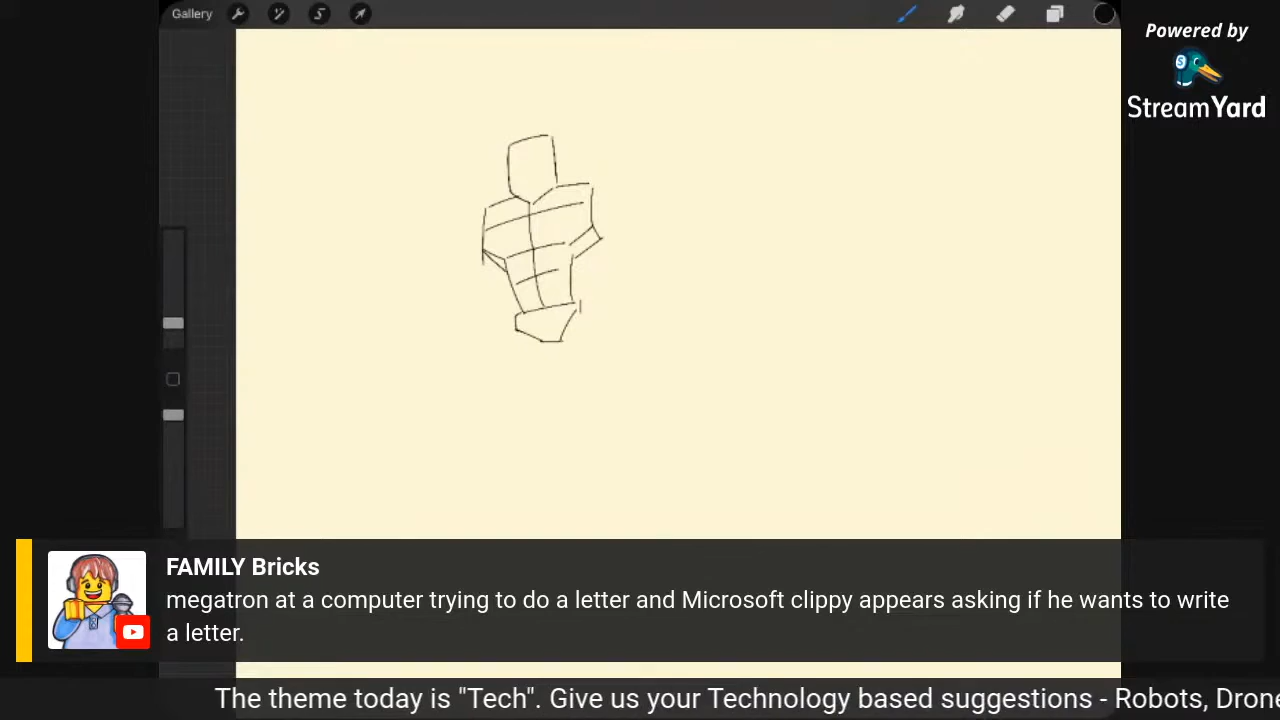 Gallery
Powered by
StreamYard
FAMILY Bricks
megatron at a computer trying to do a letter and Microsoft clippy appears asking if he wants to write
a letter.
The theme today is "Tech". Give us your Technology based suggestions - Robots, Drone